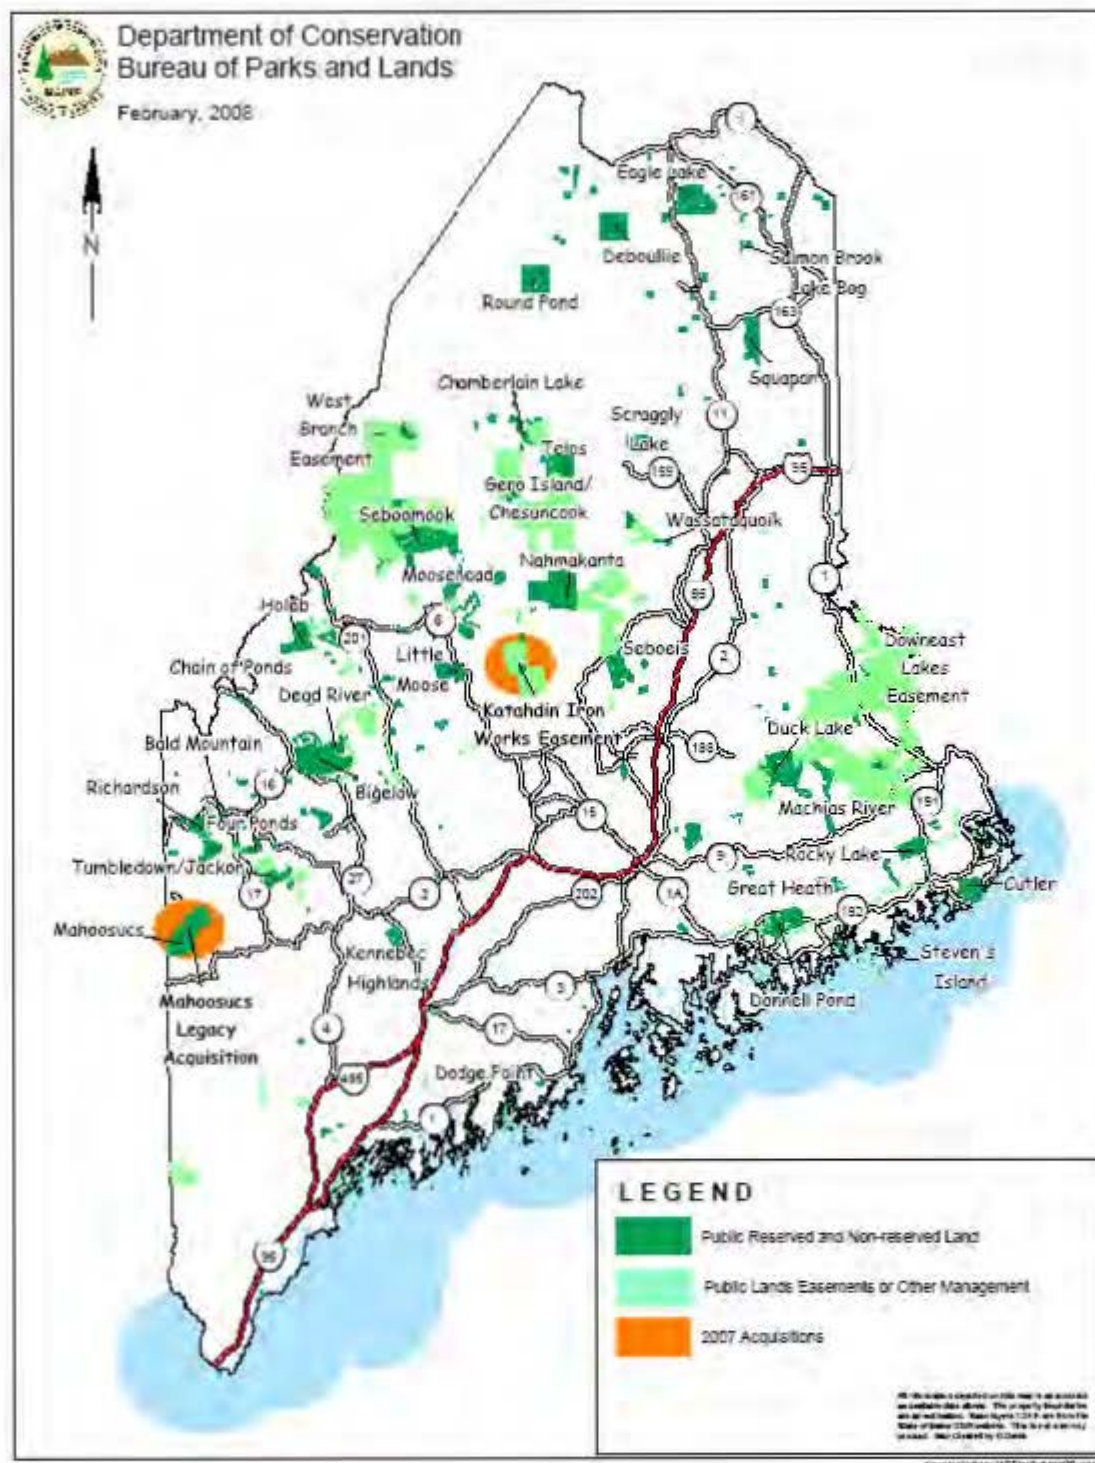 Department of Conservation
Bureau of Parks and Lands
February, 2008
MAINE
N
Eagle Lake
161
Deboullie
Salmon Brook
Lake Bog
Round Pond
163
Squapan
Chamberlain Lake
West
Branch
Easement
Scraggly
Lake
11
Telos
159
95
Gero Island/
Chesuncook
Seboomook
Wassataquoik
Nahmakanta
Moosehead
1
Holeb
6
95
201
Little
Moose
Seboeis
2
Downeast
Lakes
Easement
Chain of Ponds
Dead River
Katahdin Iron
Works Easement
Duck Lake
Bald Mountain
188
Richardson
16
Bigelow
Machias River
191
Four Ponds
15
Tumbledown/Jackson
9
Rocky Lake
17
27
2
202
1A
Great Heath
Cutler
192
Mahoosucs
Kennebec
Highlands
Steven's
Island
3
Donnell Pond
Mahoosucs
Legacy
Acquisition
4
17
495
Dodge Point
1
95
LEGEND
Public Reserved and Non-reserved Land
Public Lands Easements or Other Management
2007 Acquisitions